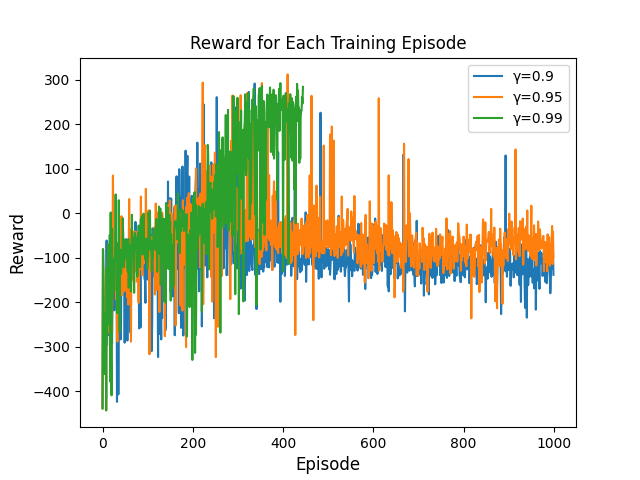 Reward for Each Training Episode
γ=0.9
γ=0.95
γ=0.99
300
200
100
0
−100
−200
−300
−400
Reward
0
200
400
600
800
1000
Episode